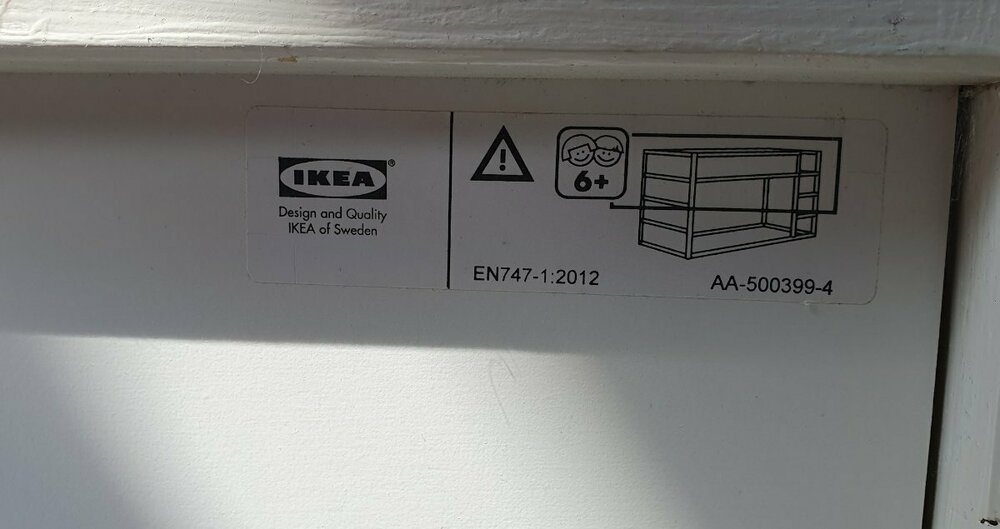 IKEA®
Design and Quality
IKEA of Sweden
!
6+
EN747-1:2012
AA-500399-4